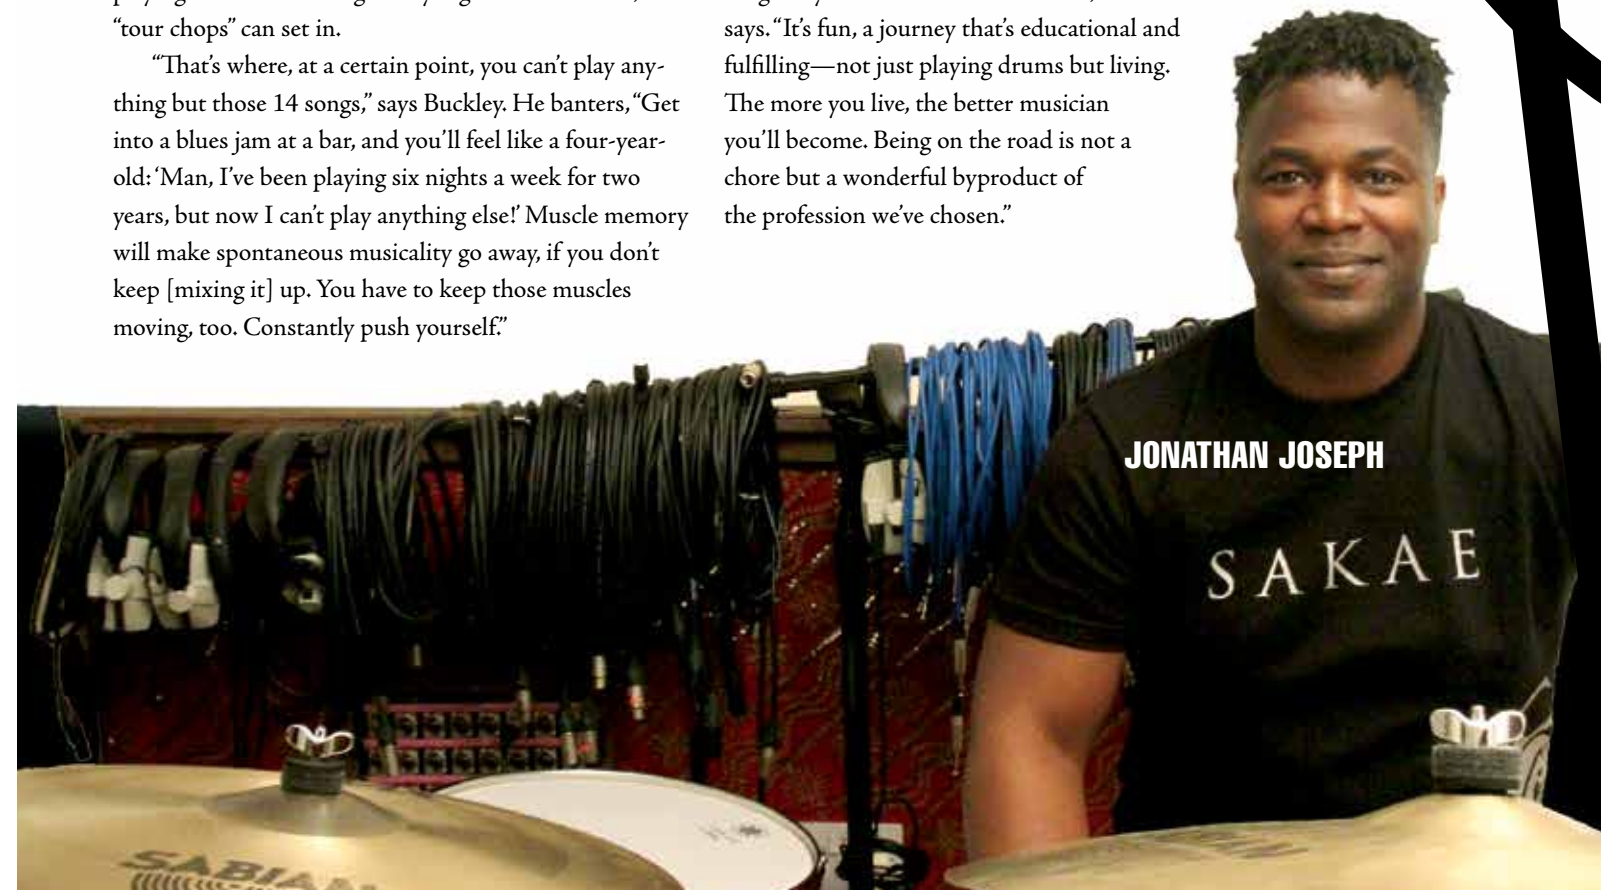 “tour chops” can set in.
“That’s where, at a certain point, you can’t play any-
thing but those 14 songs,” says Buckley. He banters, “Get
into a blues jam at a bar, and you’ll feel like a four-year-
old: ‘Man, I’ve been playing six nights a week for two
years, but now I can’t play anything else!’ Muscle memory
will make spontaneous musicality go away, if you don’t
keep [mixing it] up. You have to keep those muscles
moving, too. Constantly push yourself.”
says. “It’s fun, a journey that’s educational and
fulfilling—not just playing drums but living.
The more you live, the better musician
you’ll become. Being on the road is not a
chore but a wonderful byproduct of
the profession we’ve chosen.”
JONATHAN JOSEPH
SAKAE
SABIAN